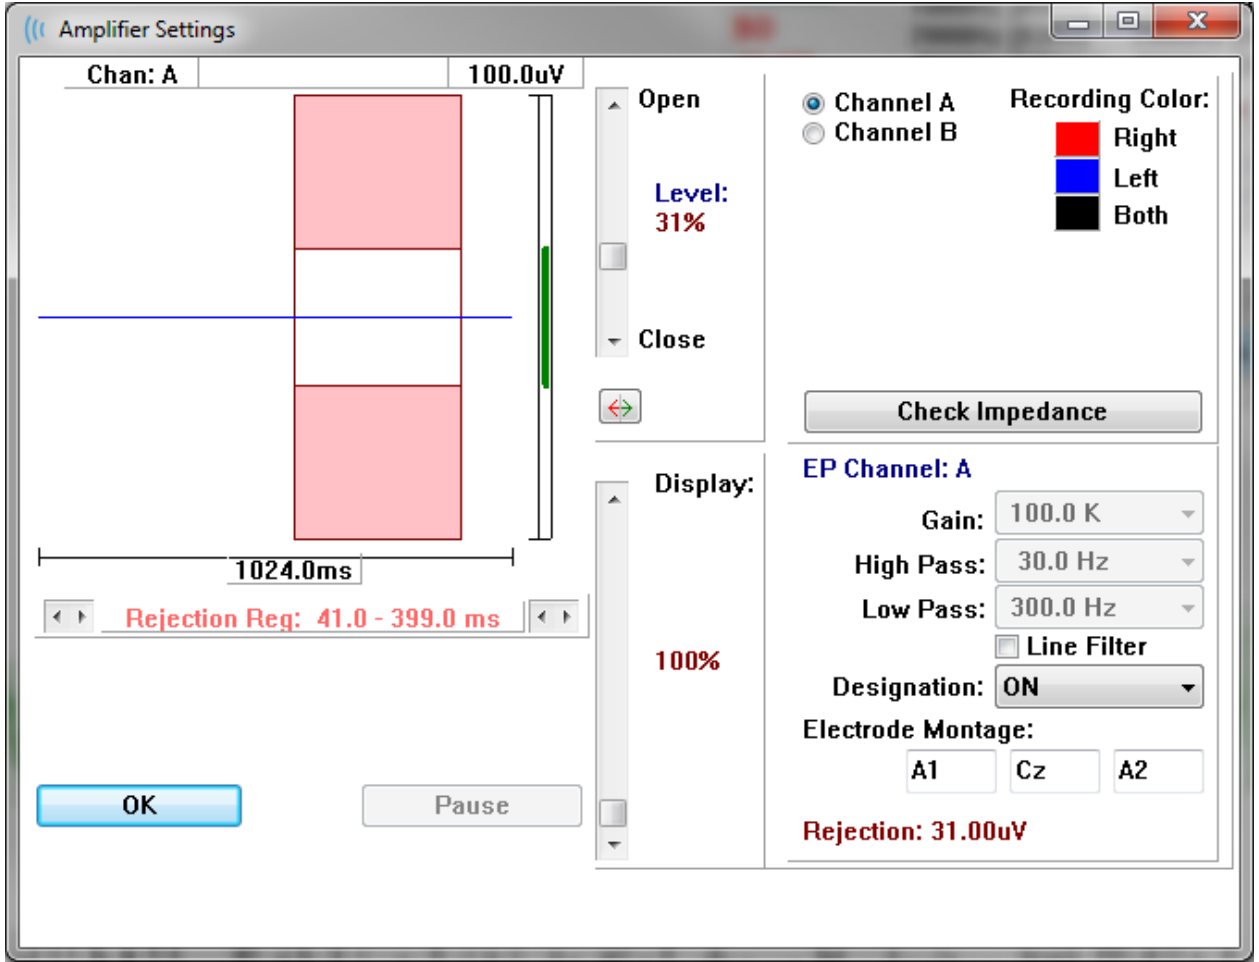 Amplifier Settings
Chan: A
100.0uV
Open
Level:
31%
Close
Channel A
Channel B
Recording Color:
Right
Left
Both
Check Impedance
1024.0ms
Rejection Reg: 41.0 - 399.0 ms
Display:
100%
EP Channel: A
Gain: 100.0 K
High Pass: 30.0 Hz
Low Pass: 300.0 Hz
Line Filter
Designation: ON
Electrode Montage:
A1 Cz A2
Rejection: 31.00uV
OK
Pause